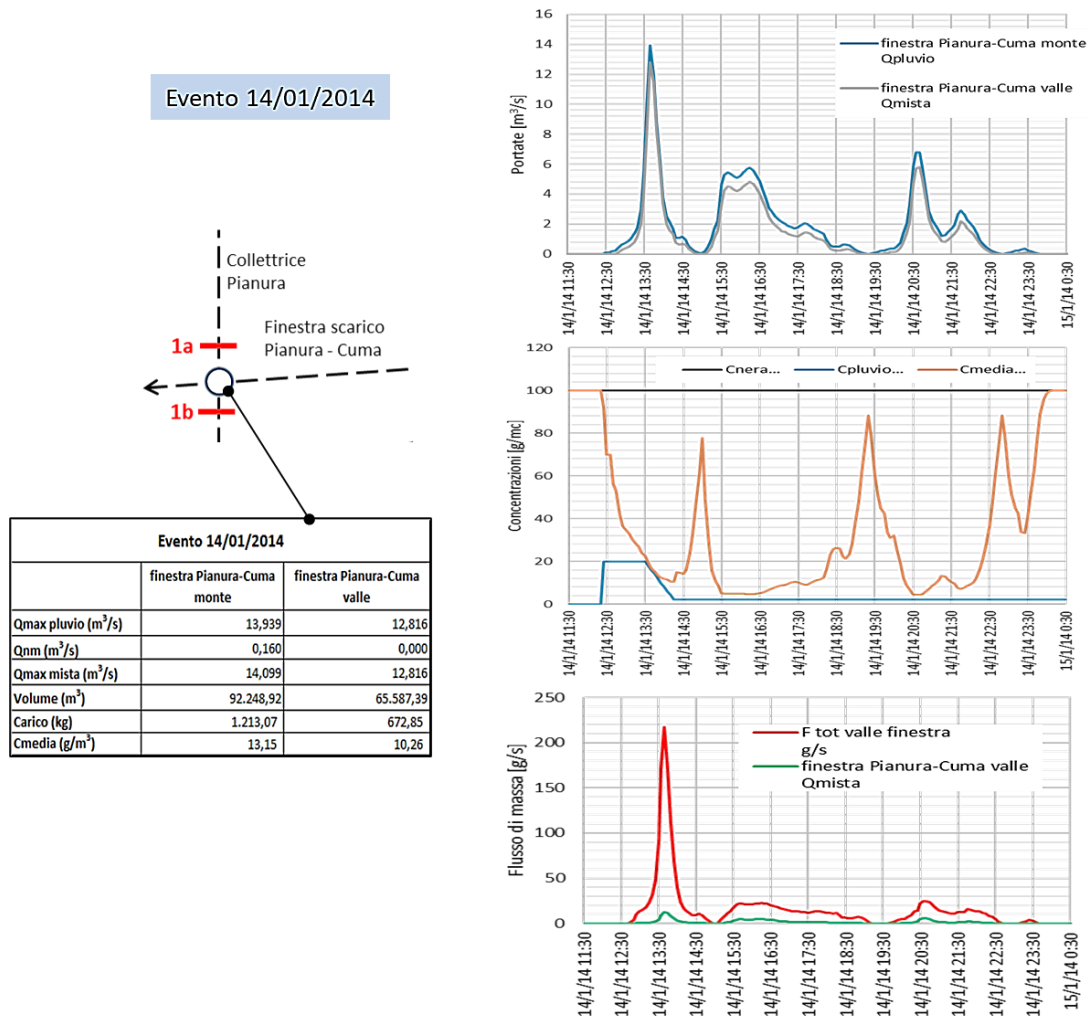 Evento 14/01/2014
Collettrice
Pianura
Finestra scarico
Pianura - Cuma
1a
1b
Evento 14/01/2014
finestra Pianura-Cuma monte
finestra Pianura-Cuma valle
Qmax pluvio (m³/s) 13,939 12,816
Qnm (m³/s) 0,160 0,000
Qmax mista (m³/s) 14,099 12,816
Volume (m³) 92.248,92 65.587,39
Carico (kg) 1.213,07 672,85
Cmedia (g/m³) 13,15 10,26
Portate [m³/s]
16
14
12
10
8
6
4
2
0
finestra Pianura-Cuma monte
Qpluvio
finestra Pianura-Cuma valle
Qmista
14/1/14 11:30
14/1/14 12:30
14/1/14 13:30
14/1/14 14:30
14/1/14 15:30
14/1/14 16:30
14/1/14 17:30
14/1/14 18:30
14/1/14 19:30
14/1/14 20:30
14/1/14 21:30
14/1/14 22:30
14/1/14 23:30
15/1/14 0:30
Concentrazioni [g/mc]
120
100
80
60
40
20
0
Cnera...
Cpluvio...
Cmedia...
14/1/14 11:30
14/1/14 12:30
14/1/14 13:30
14/1/14 14:30
14/1/14 15:30
14/1/14 16:30
14/1/14 17:30
14/1/14 18:30
14/1/14 19:30
14/1/14 20:30
14/1/14 21:30
14/1/14 22:30
14/1/14 23:30
15/1/14 0:30
Flusso di massa [g/s]
250
200
150
100
50
0
F tot valle finestra
g/s
finestra Pianura-Cuma valle
Qmista
14/1/14 11:30
14/1/14 12:30
14/1/14 13:30
14/1/14 14:30
14/1/14 15:30
14/1/14 16:30
14/1/14 17:30
14/1/14 18:30
14/1/14 19:30
14/1/14 20:30
14/1/14 21:30
14/1/14 22:30
14/1/14 23:30
15/1/14 0:30